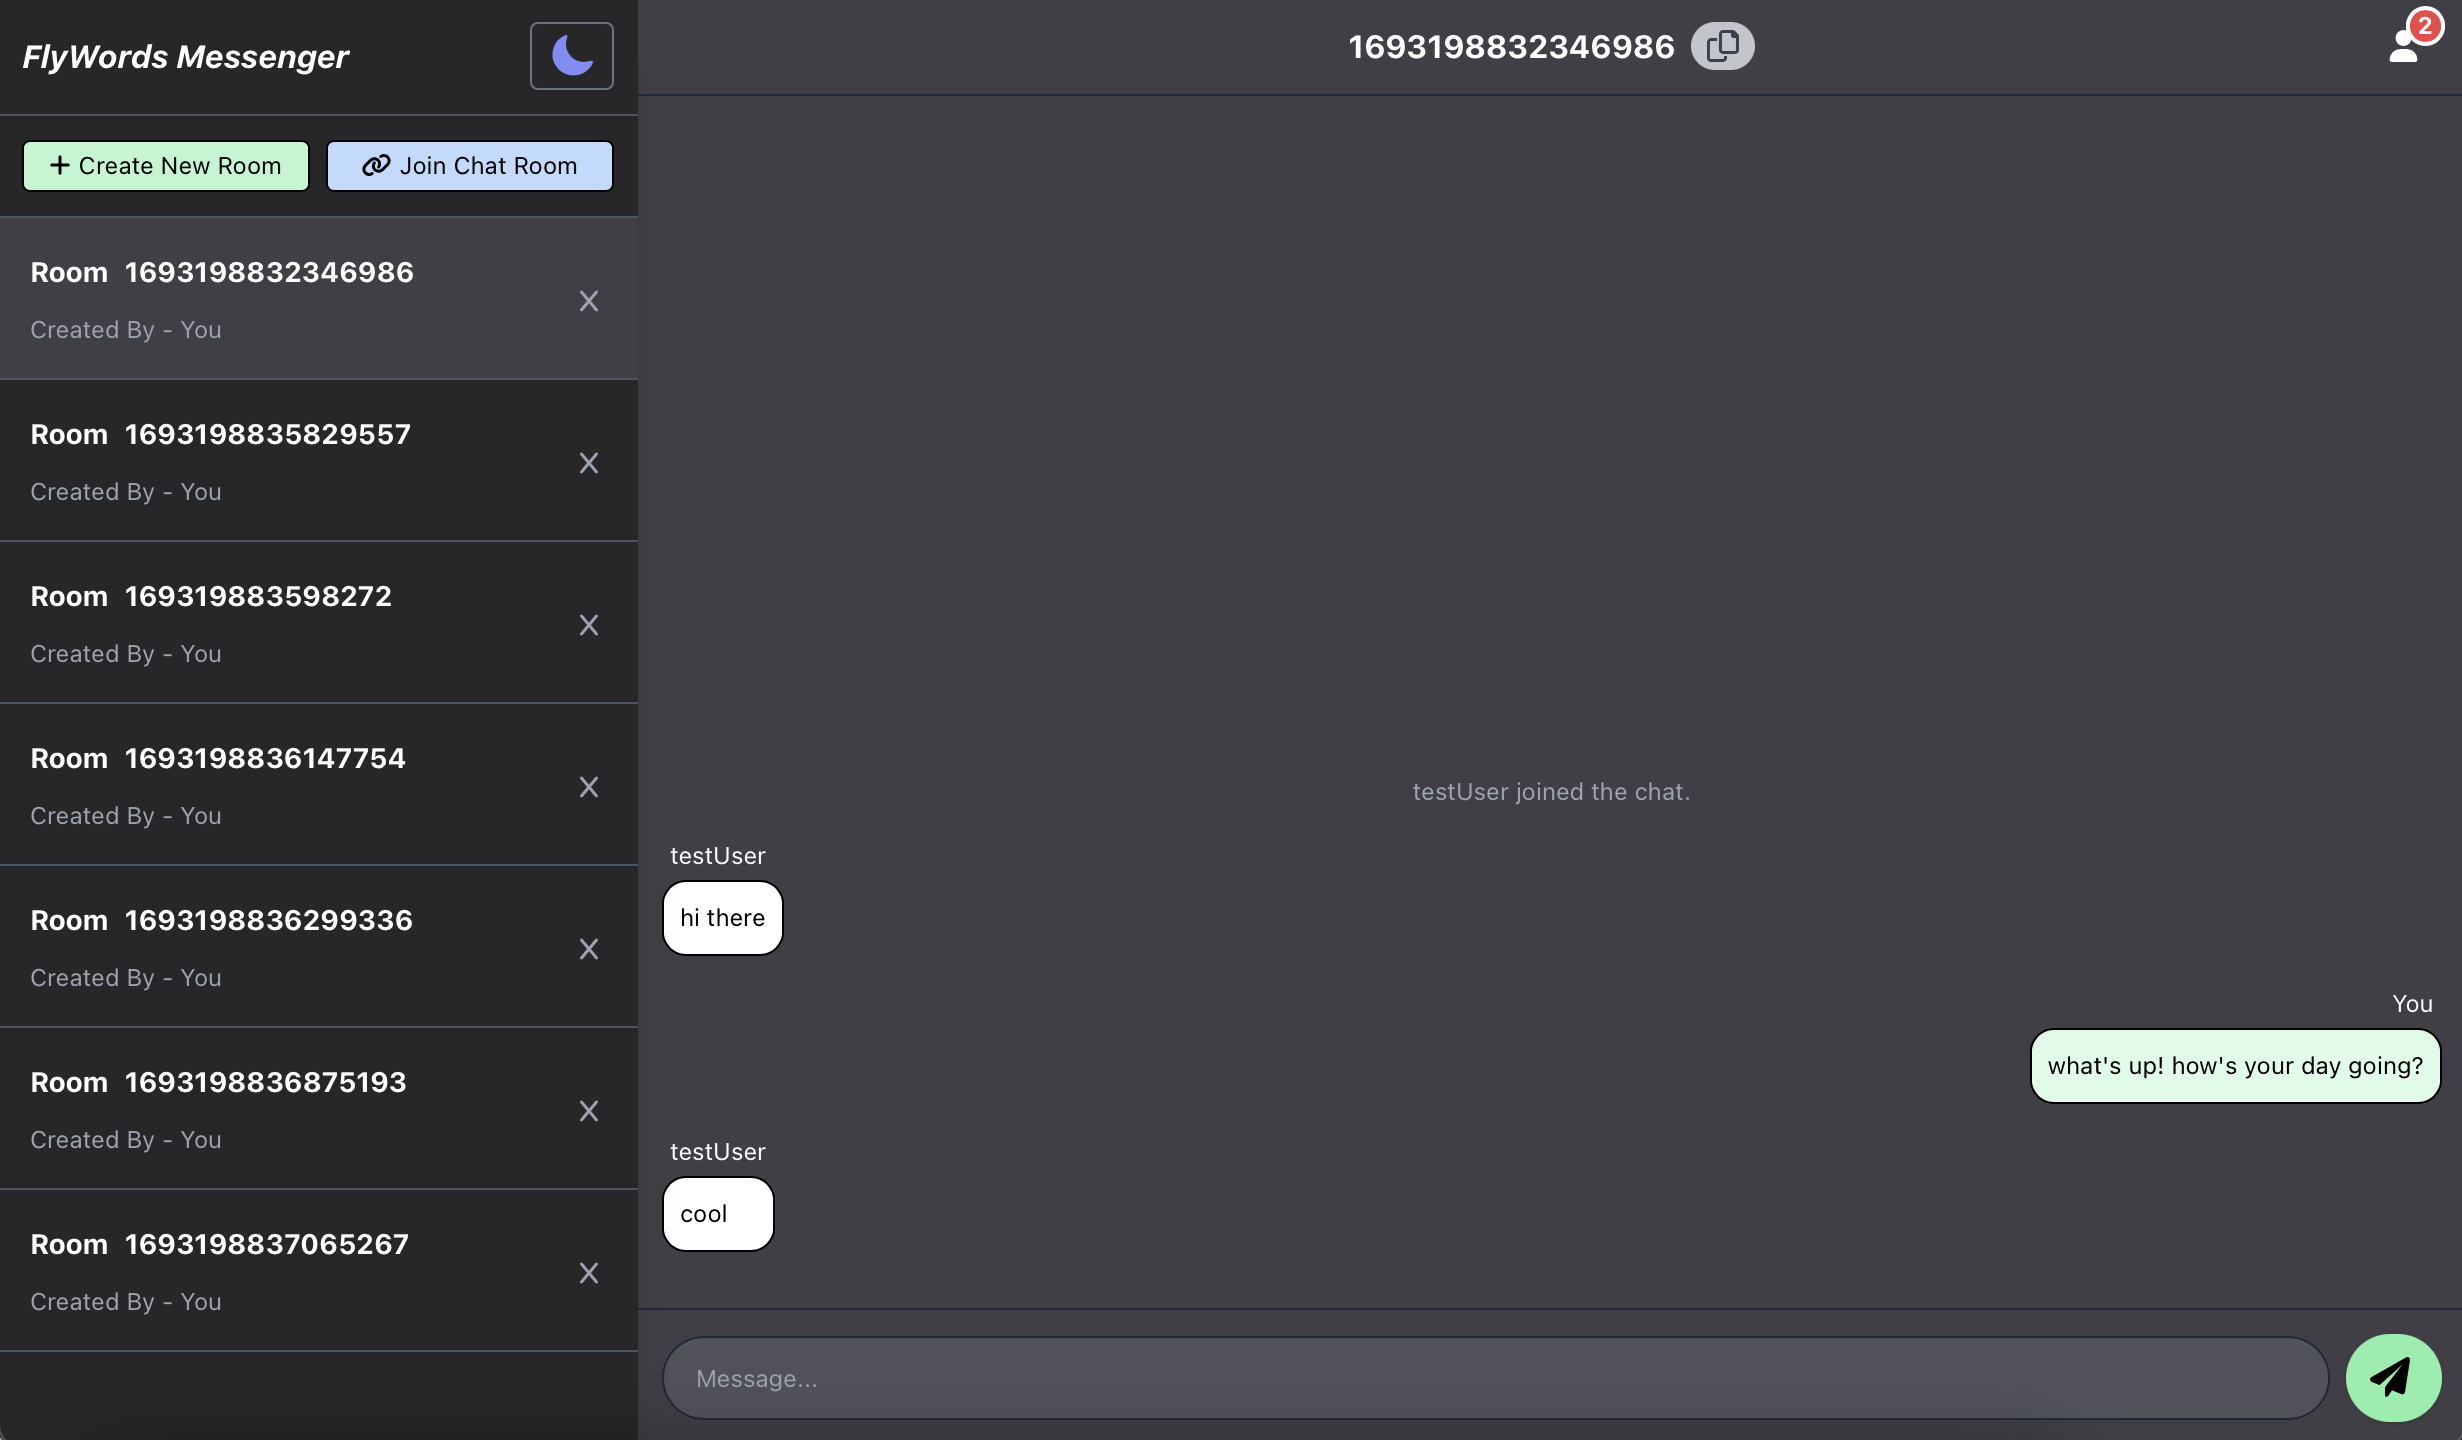 FlyWords Messenger
Create New Room
Join Chat Room
Room 1693198832346986
Created By - You
Room 1693198835829557
Created By - You
Room 169319883598272
Created By - You
Room 1693198836147754
Created By - You
Room 1693198836299336
Created By - You
Room 1693198836875193
Created By - You
Room 1693198837065267
Created By - You
1693198832346986
2
testUser joined the chat.
testUser
hi there
You
what's up! how's your day going?
testUser
cool
Message...